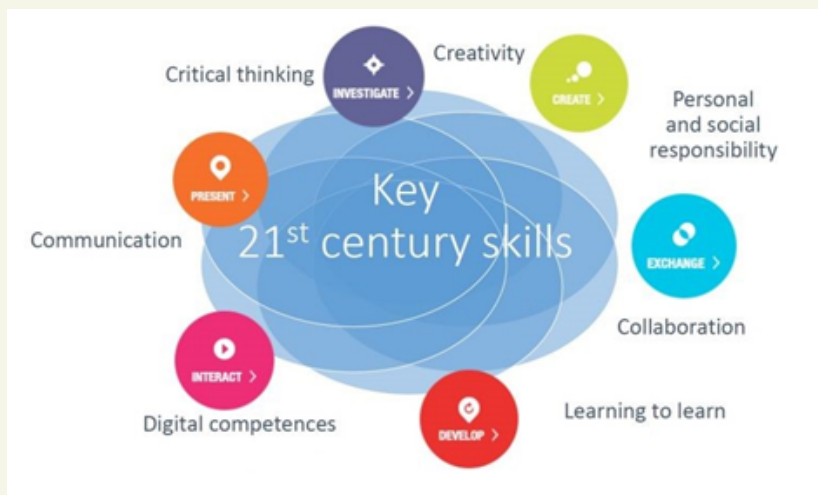 Critical thinking
INVESTIGATE >
Creativity
CREATE >
Personal
and social
responsibility
PRESENT >
Key
21st century skills
Communication
EXCHANGE >
Collaboration
INTERACT >
Digital competences
DEVELOP >
Learning to learn